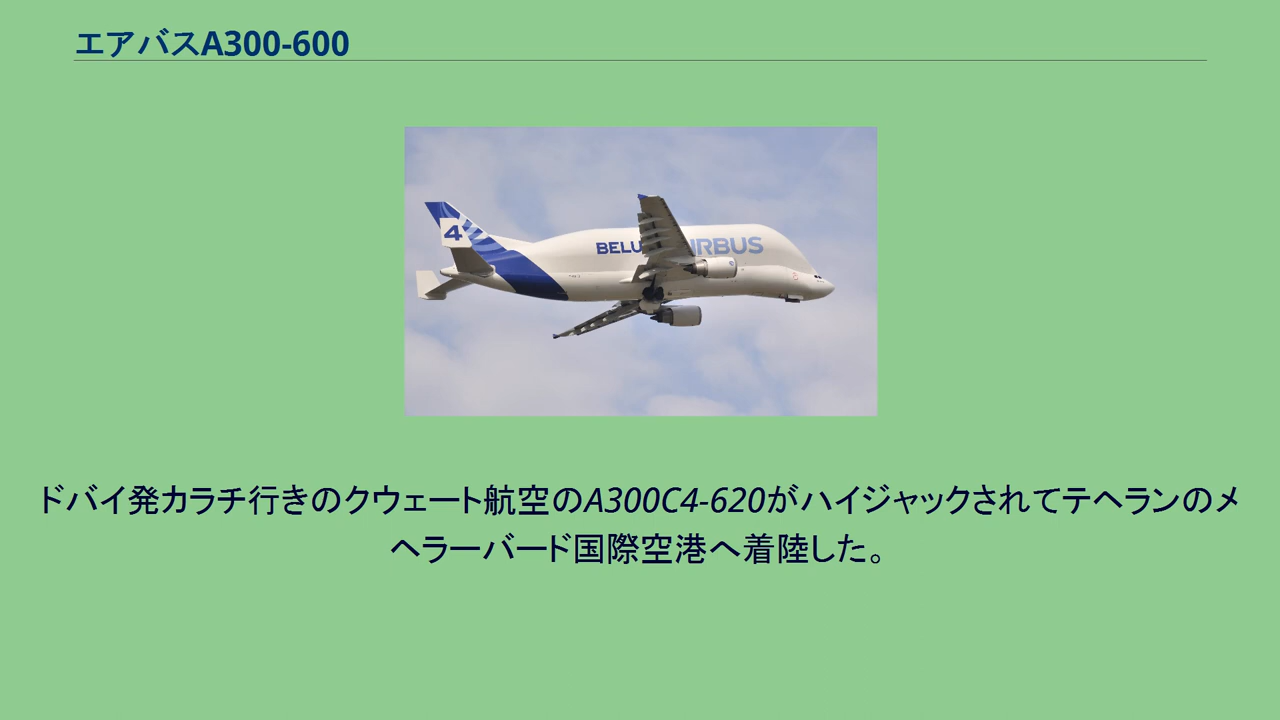 エアバスA300-600
4
BELU IRBUS
ドバイ発カラチ行きのクウェート航空のA300C4-620がハイジャックされてテヘランのメ
ヘラーバード国際空港へ着陸した。